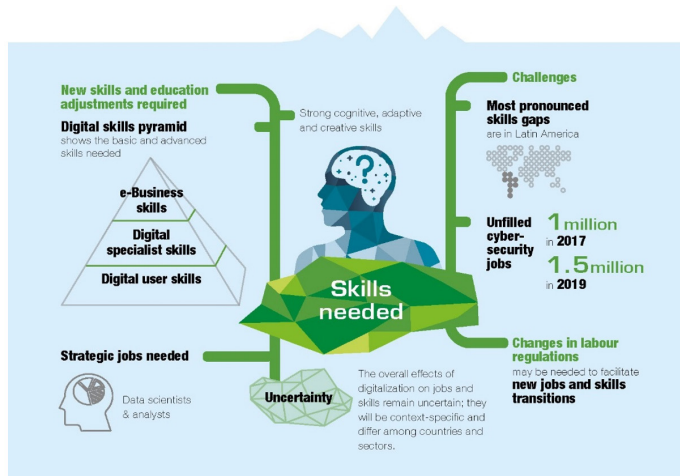 New skills and education
adjustments required
Digital skills pyramid
shows the basic and advanced
skills needed
e-Business
skills
Digital
specialist skills
Digital user skills
Strategic jobs needed
Data scientists
& analysts
Strong cognitive, adaptive
and creative skills
?
Skills
needed
Uncertainty
The overall effects of
digitalization on jobs and
skills remain uncertain; they
will be context-specific and
differ among countries and
sectors.
Challenges
Most pronounced
skills gaps
are in Latin America
Unfilled
cyber-
security
jobs
1 million
in 2017
1.5 million
in 2019
Changes in labour
regulations
may be needed to facilitate
new jobs and skills
transitions